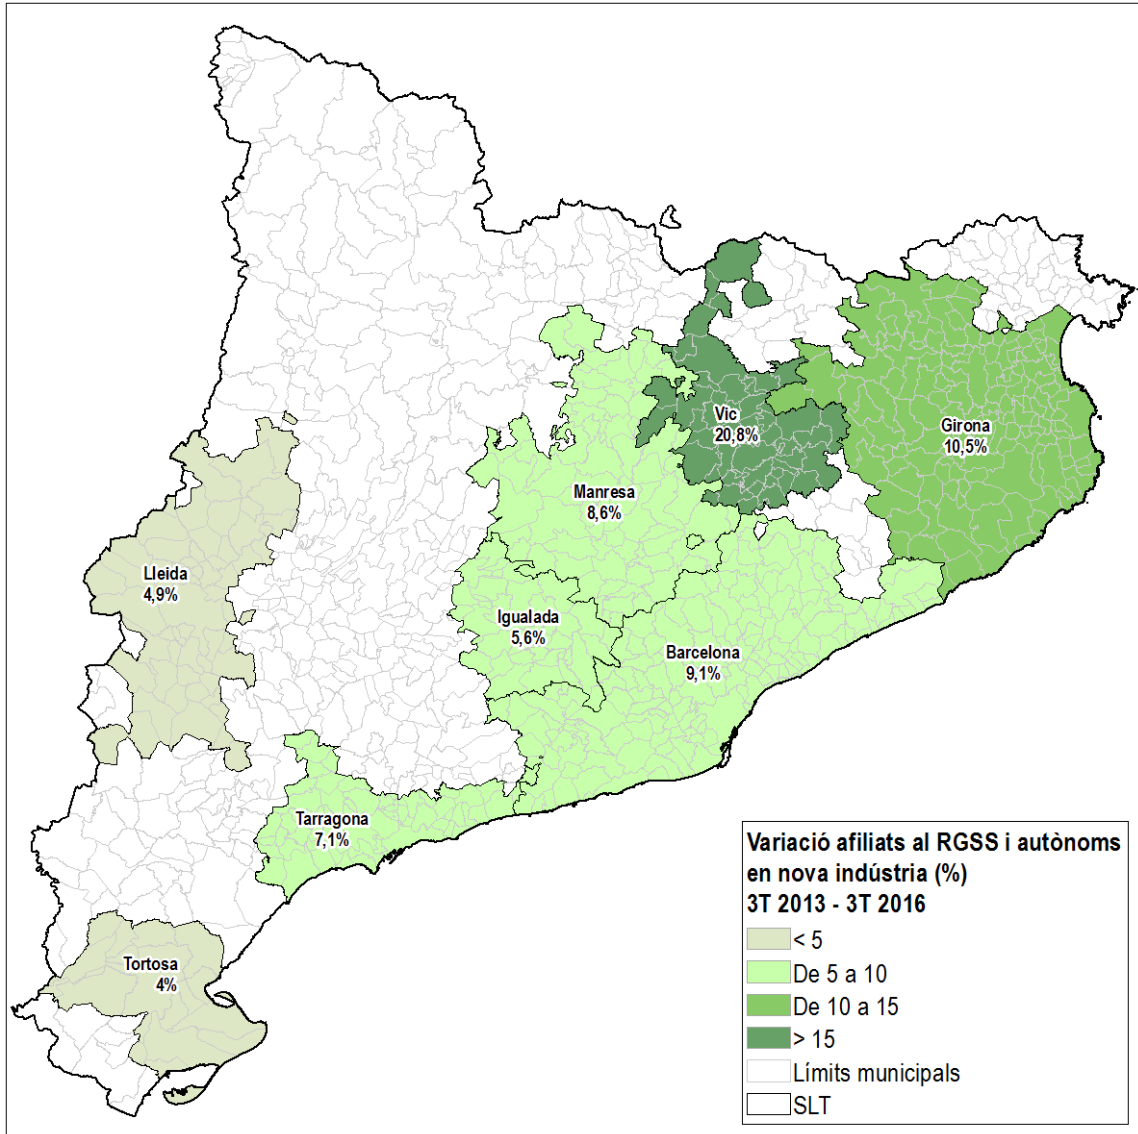 Vic
20,8%
Girona
10,5%
Manresa
8,6%
Lleida
4,9%
Igualada
5,6%
Barcelona
9,1%
Tarragona
7,1%
Tortosa
4%
Variació afiliats al RGSS i autònoms
en nova indústria (%)
3T 2013 - 3T 2016
< 5
De 5 a 10
De 10 a 15
> 15
Límits municipals
SLT